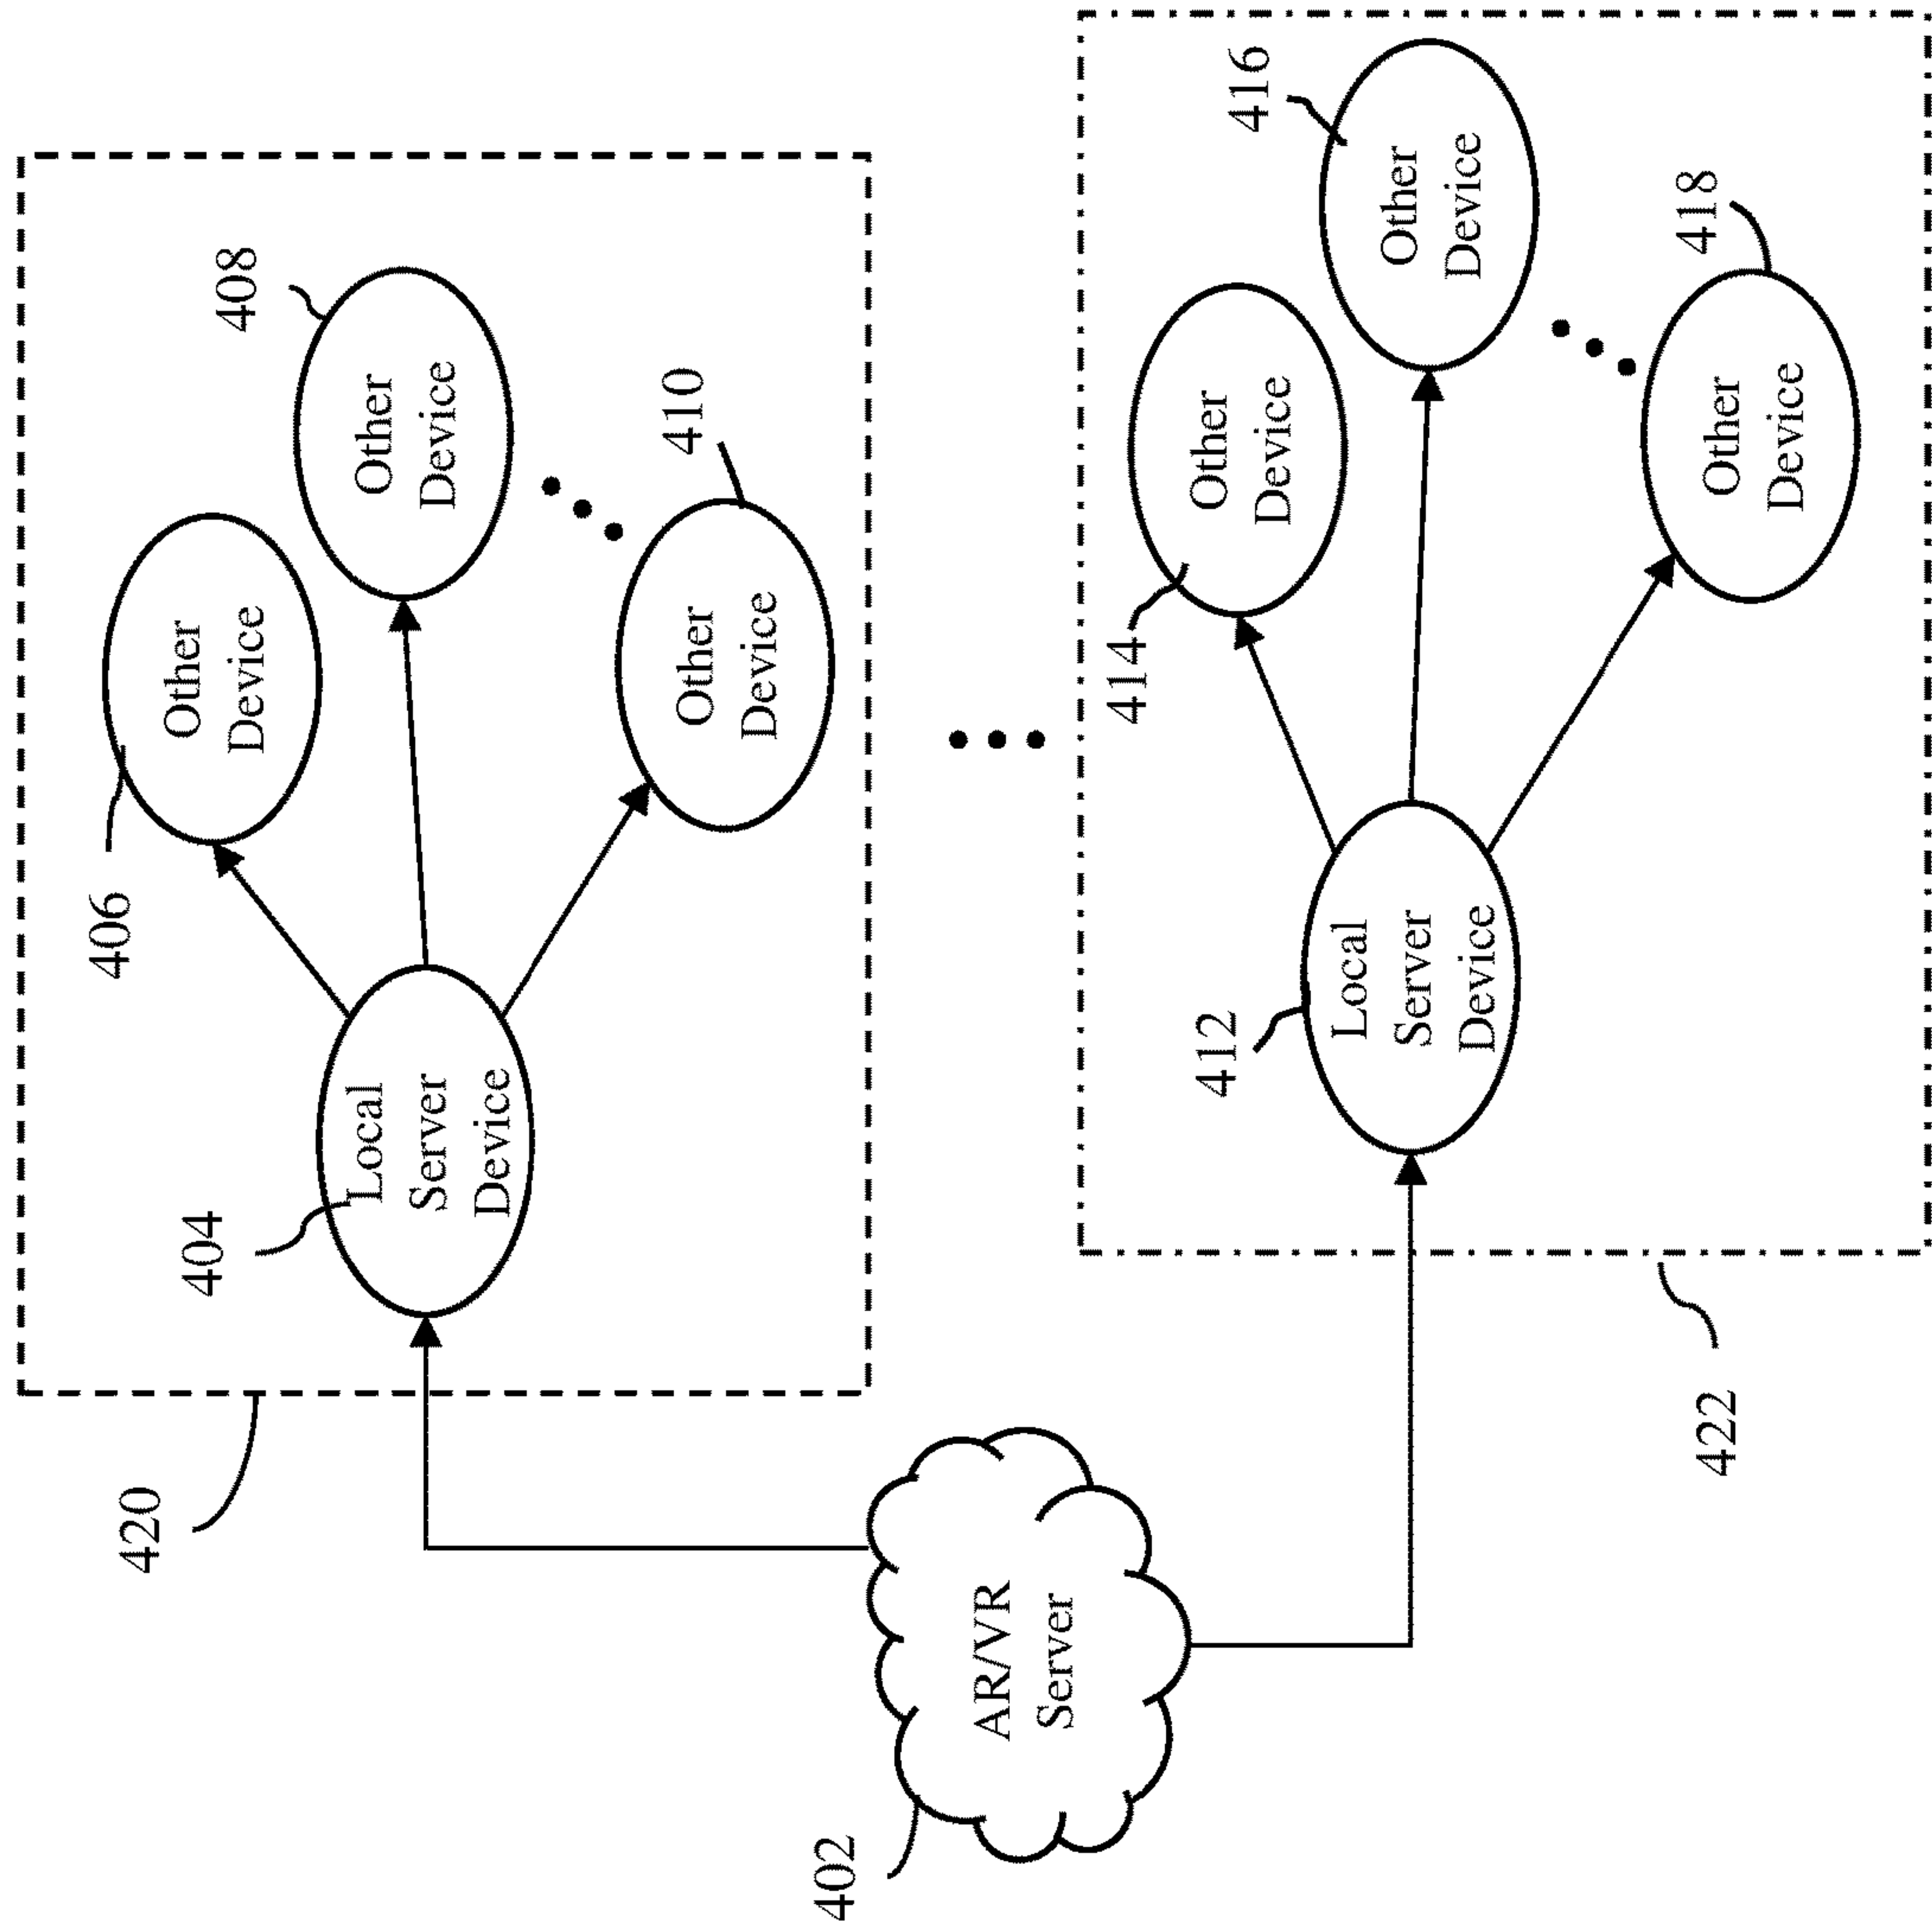 420
404
Local
Server
Device
406
Other
Device
408
Other
Device
410
Other
Device
402
AR/VR
Server
412
Local
Server
Device
414
Other
Device
416
Other
Device
418
Other
Device
422